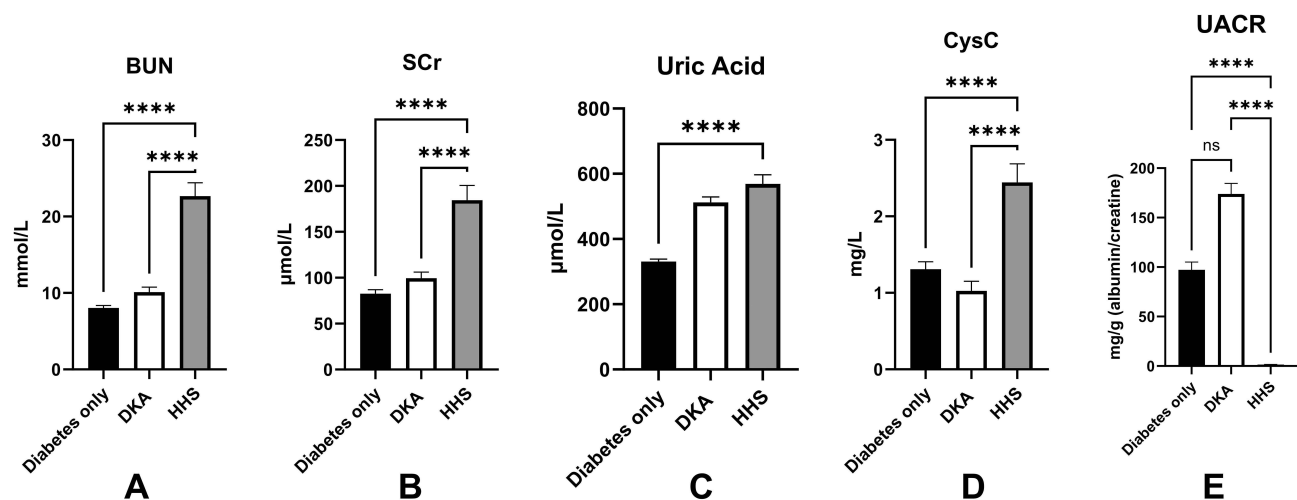 BUN
****
****
30
20
10
0
mmol/L
Diabetes only
DKA
HHS
A
SCr
****
****
250
200
150
100
50
0
µmol/L
Diabetes only
DKA
HHS
B
Uric Acid
****
800
600
400
200
0
µmol/L
Diabetes only
DKA
HHS
C
CysC
****
****
3
2
1
0
mg/L
Diabetes only
DKA
HHS
D
UACR
****
****
ns
200
150
100
50
0
mg/g (albumin/creatine)
Diabetes only
DKA
HHS
E